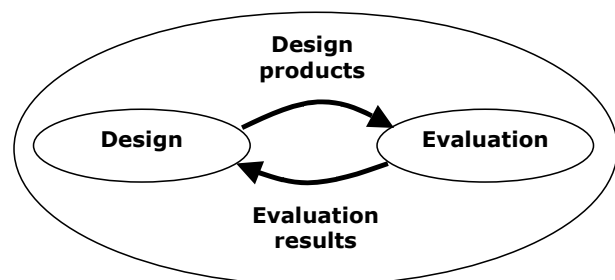 Design
products
Design
Evaluation
Evaluation
results